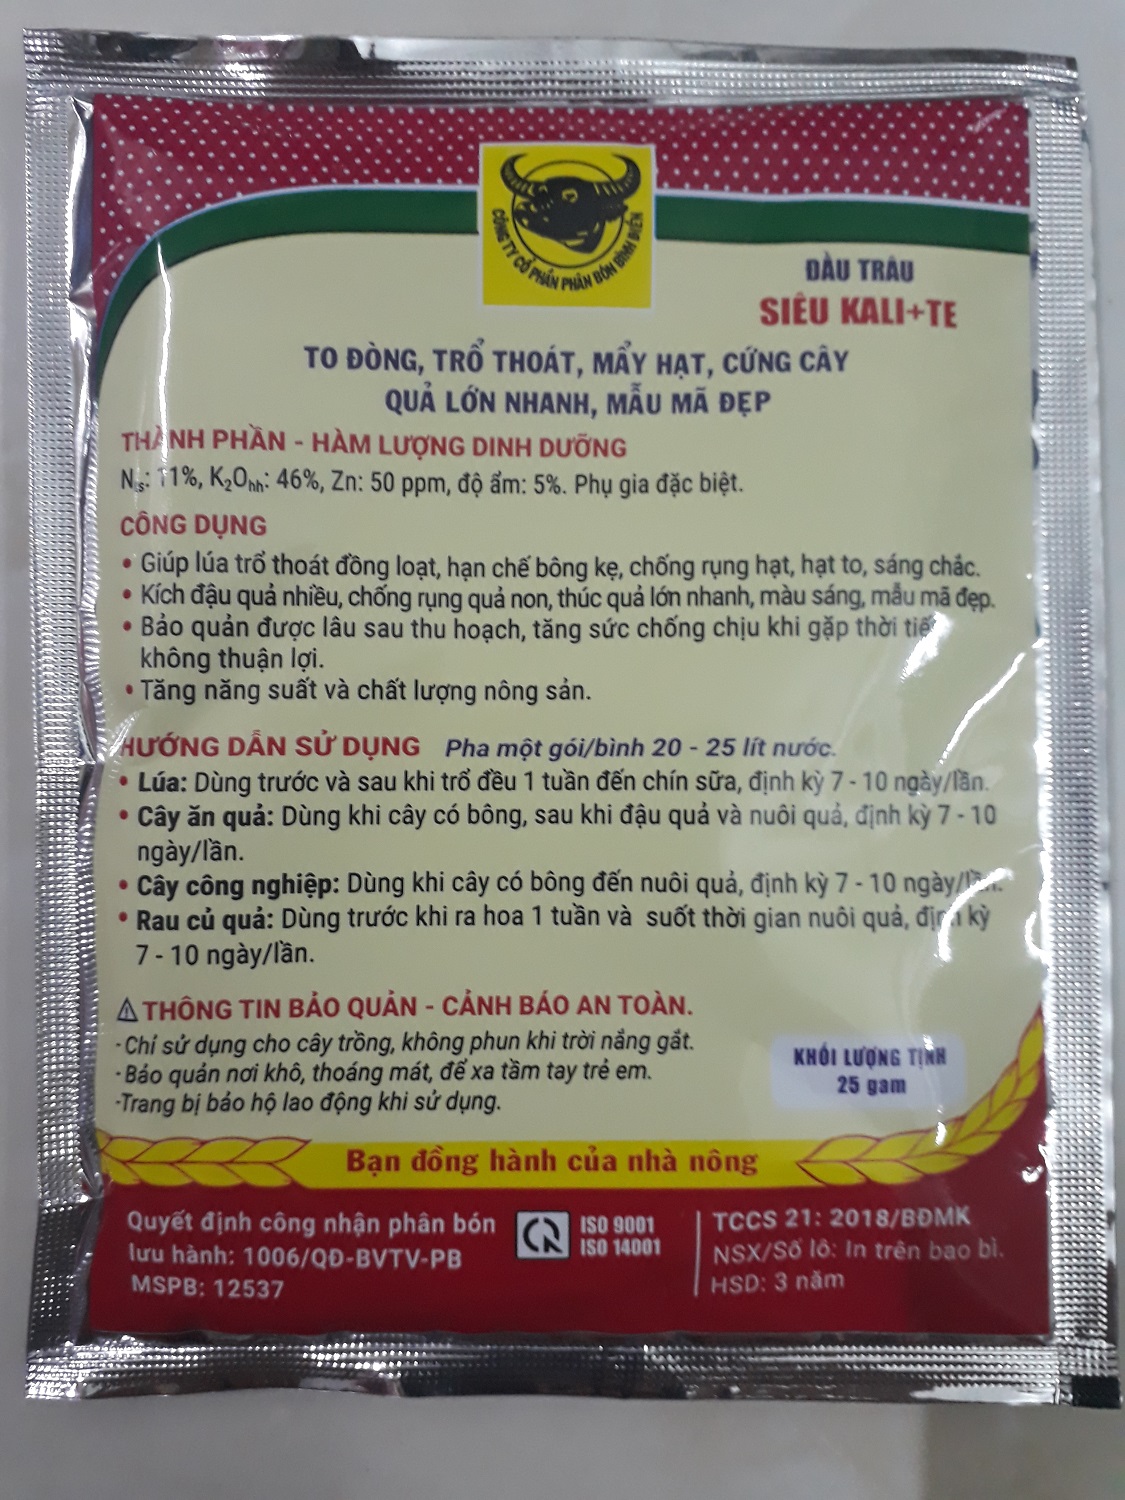 CÔNG TY CỔ PHẦN PHÂN BÓN BÌNH ĐIỀN
ĐẦU TRÂU
SIÊU KALI+TE
TO ĐÒNG, TRỔ THOÁT, MẨY HẠT, CỨNG CÂY
QUẢ LỚN NHANH, MẪU MÃ ĐẸP
THÀNH PHẦN - HÀM LƯỢNG DINH DƯỠNG
Nts: 11%, K₂Ohh: 46%, Zn: 50 ppm, độ ẩm: 5%. Phụ gia đặc biệt.
CÔNG DỤNG
• Giúp lúa trổ thoát đồng loạt, hạn chế bông kẹ, chống rụng hạt, hạt to, sáng chắc.
• Kích đậu quả nhiều, chống rụng quả non, thúc quả lớn nhanh, màu sáng, mẫu mã đẹp.
• Bảo quản được lâu sau thu hoạch, tăng sức chống chịu khi gặp thời tiết
không thuận lợi.
• Tăng năng suất và chất lượng nông sản.
HƯỚNG DẪN SỬ DỤNG Pha một gói/bình 20 - 25 lít nước.
• Lúa: Dùng trước và sau khi trổ đều 1 tuần đến chín sữa, định kỳ 7 - 10 ngày/lần.
• Cây ăn quả: Dùng khi cây có bông, sau khi đậu quả và nuôi quả, định kỳ 7 - 10
ngày/lần.
• Cây công nghiệp: Dùng khi cây có bông đến nuôi quả, định kỳ 7 - 10 ngày/lần.
• Rau củ quả: Dùng trước khi ra hoa 1 tuần và suốt thời gian nuôi quả, định kỳ
7 - 10 ngày/lần.
THÔNG TIN BẢO QUẢN - CẢNH BÁO AN TOÀN.
- Chỉ sử dụng cho cây trồng, không phun khi trời nắng gắt.
- Bảo quản nơi khô, thoáng mát, để xa tầm tay trẻ em.
-Trang bị bảo hộ lao động khi sử dụng.
KHỐI LƯỢNG TỊNH
25 gam
Bạn đồng hành của nhà nông
Quyết định công nhận phân bón
lưu hành: 1006/QĐ-BVTV-PB
MSPB: 12537
ISO 9001
ISO 14001
TCCS 21: 2018/BĐMK
NSX/Số lô: In trên bao bì.
HSD: 3 năm